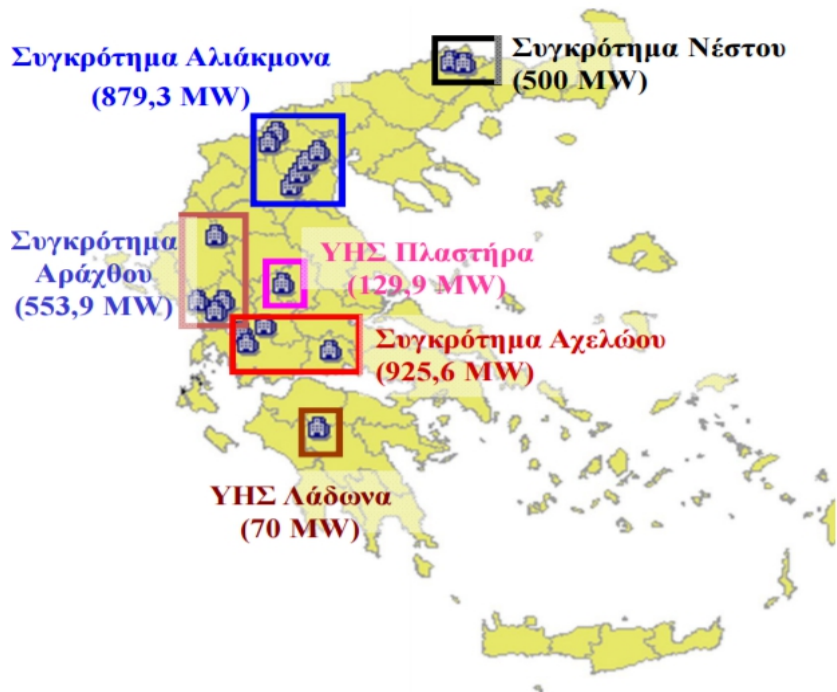 Συγκρότημα Αλιάκμονα
(879,3 MW)
Συγκρότημα Νέστου
(500 MW)
Συγκρότημα
Αράχθου
(553,9 MW)
ΥΗΣ Πλαστήρα
(129,9 MW)
Συγκρότημα Αχελώου
(925,6 MW)
ΥΗΣ Λάδωνα
(70 MW)